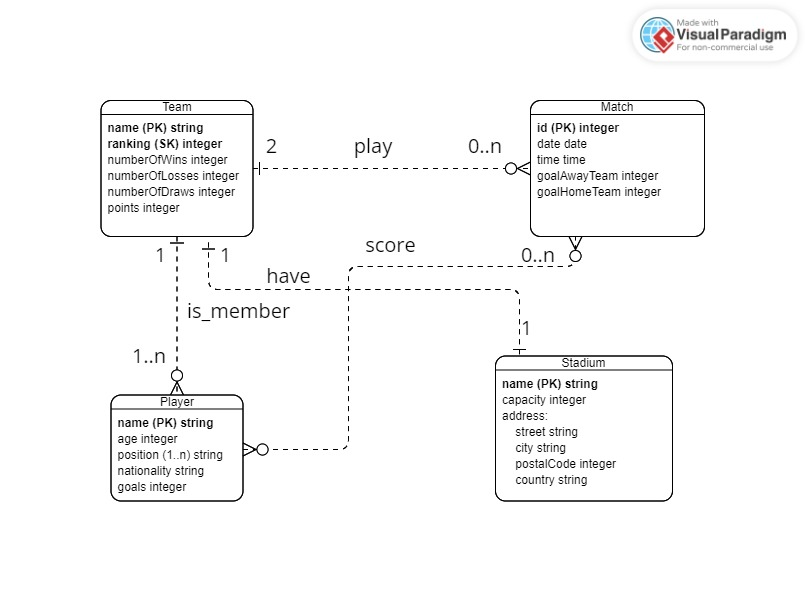 Made with
VisualParadigm
For non-commercial use
Team
name (PK) string
ranking (SK) integer
numberOfWins integer
numberOfLosses integer
numberOfDraws integer
points integer
2
play
0..n
Match
id (PK) integer
date date
time time
goalAwayTeam integer
goalHomeTeam integer
1
1
score
0..n
have
is_member
1
1..n
Stadium
name (PK) string
capacity integer
address:
street string
city string
postalCode integer
country string
Player
name (PK) string
age integer
position (1..n) string
nationality string
goals integer